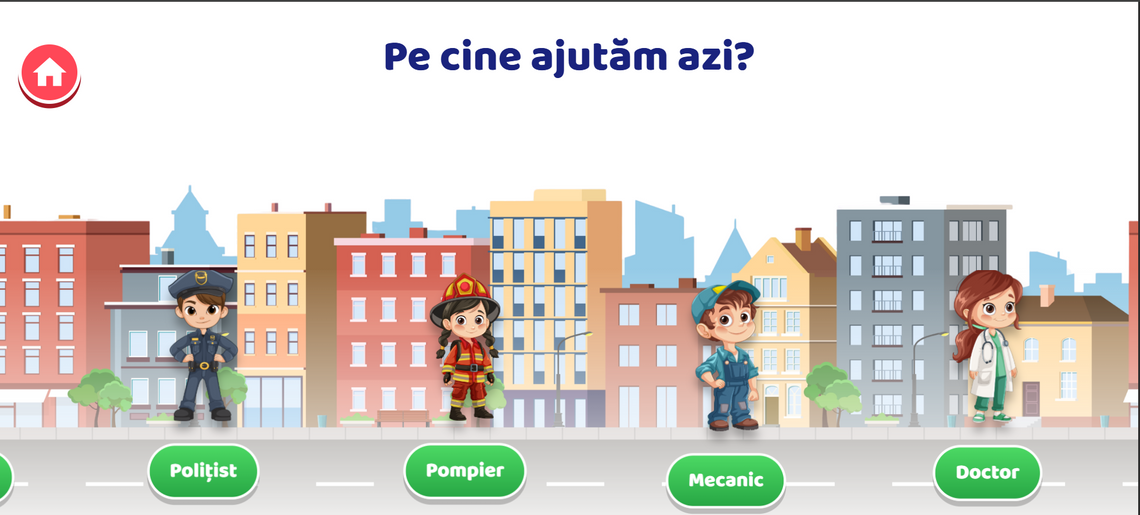 Pe cine ajutăm azi?
Polițist
Pompier
Mecanic
Doctor